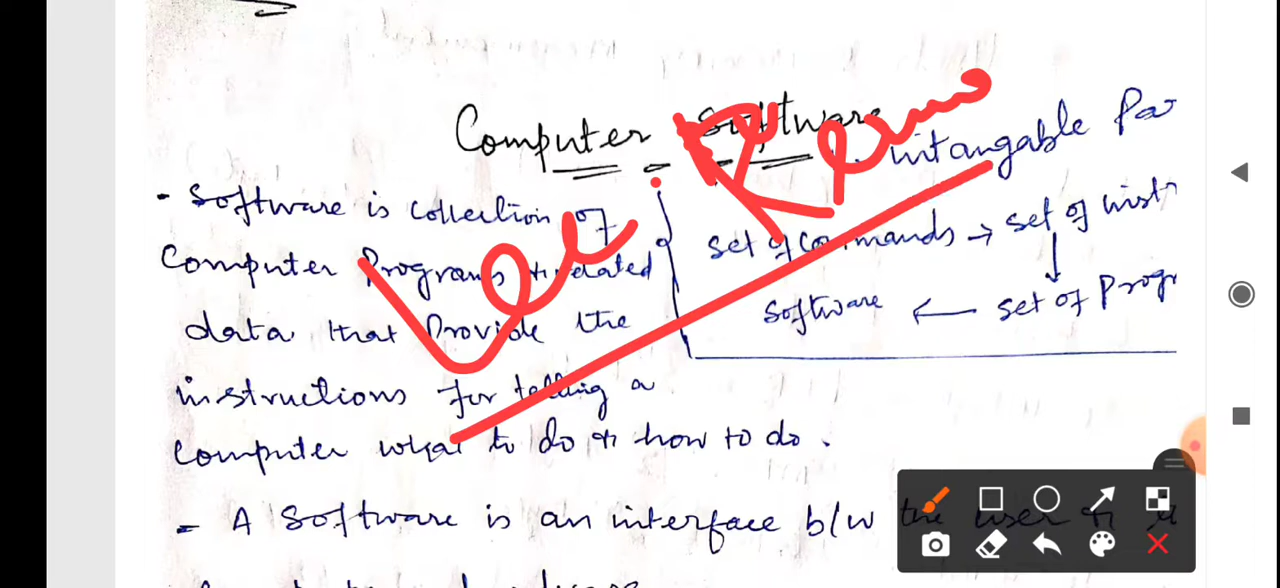 Computer Software
intangable Par
- Software is collection of
Computer Programs & related
data that Provide the
instructions for telling a
computer what to do & how to do.
set of commands → set of instr
software ← set of Progr
- A Software is an interface b/w the user &